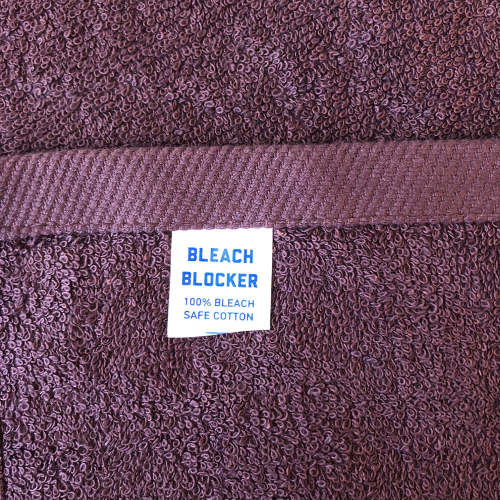 BLEACH
BLOCKER
100% BLEACH
SAFE COTTON